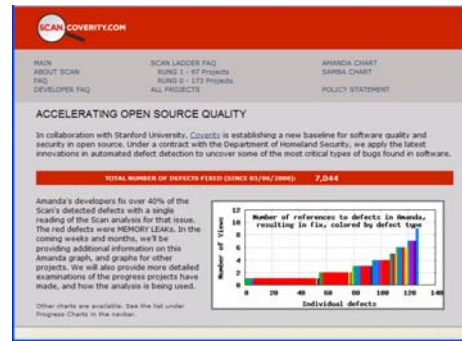 SCAN COVERITY.COM
MAIN
ABOUT SCAN
FAQ
DEVELOPER FAQ
SCAN LADDER FAQ
RUNG 1 - 97 Projects
RUNG 0 - 173 Projects
ALL PROJECTS
AMANDA CHART
SAMBA CHART
POLICY STATEMENT
ACCELERATING OPEN SOURCE QUALITY
In collaboration with Stanford University, Coverity is establishing a new baseline for software quality and
security in open source. Under a contract with the Department of Homeland Security, we apply the latest
innovations in automated defect detection to uncover some of the most critical types of bugs found in software.
TOTAL NUMBER OF DEFECTS FIXED (SINCE 03/06/2006): 7,044
Amanda's developers fix over 40% of the
Scan's detected defects with a single
reading of the Scan analysis for that issue.
The red defects were MEMORY LEAKs. In the
coming weeks and months, we'll be
providing additional information on this
Amanda graph, and graphs for other
projects. We will also provide more detailed
examinations of the progress projects have
made, and how the analysis is being used.
Other charts are available. See the list under
Progress Charts in the navbar.
Number of references to defects in Amanda,
resulting in fix, colored by defect type
Number of Views
12
10
8
6
4
2
0
0 20 40 60 80 100 120 140
Individual defects